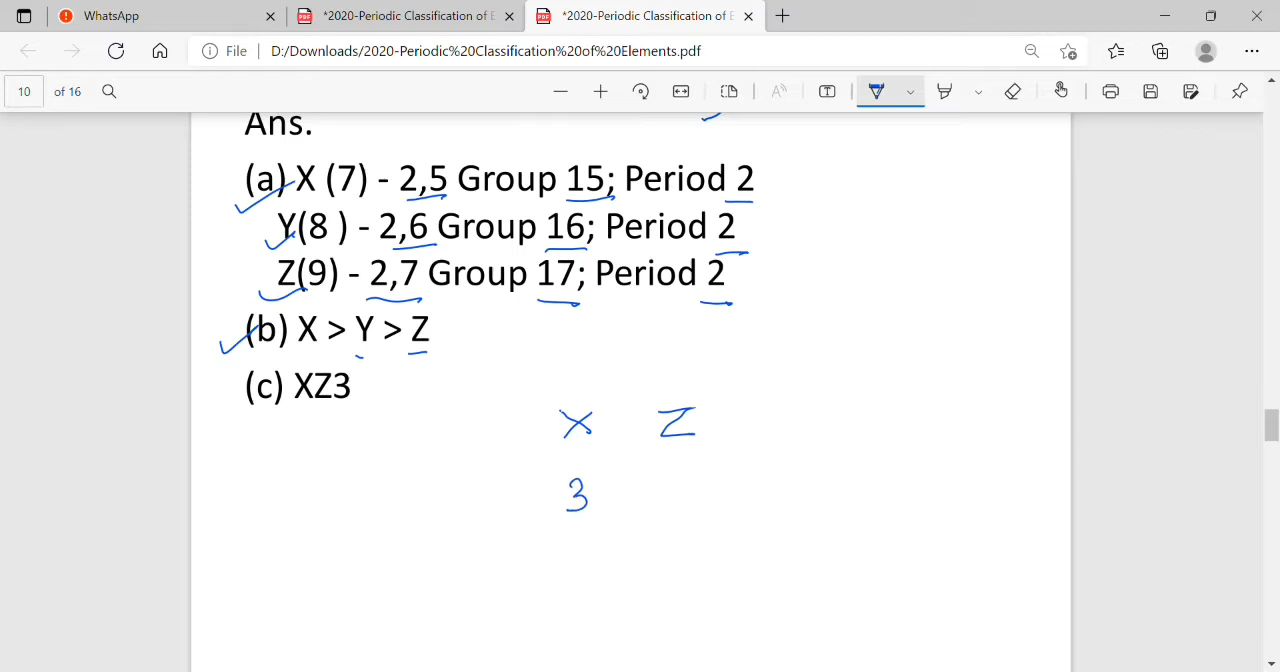 WhatsApp
*2020-Periodic Classification of E
*2020-Periodic Classification of E
File D:/Downloads/2020-Periodic%20Classification%20of%20Elements.pdf
10 of 16
Ans.
(a) X (7) - 2,5 Group 15; Period 2
Y(8 ) - 2,6 Group 16; Period 2
Z(9) - 2,7 Group 17; Period 2
(b) X > Y > Z
(c) XZ3
X Z
3